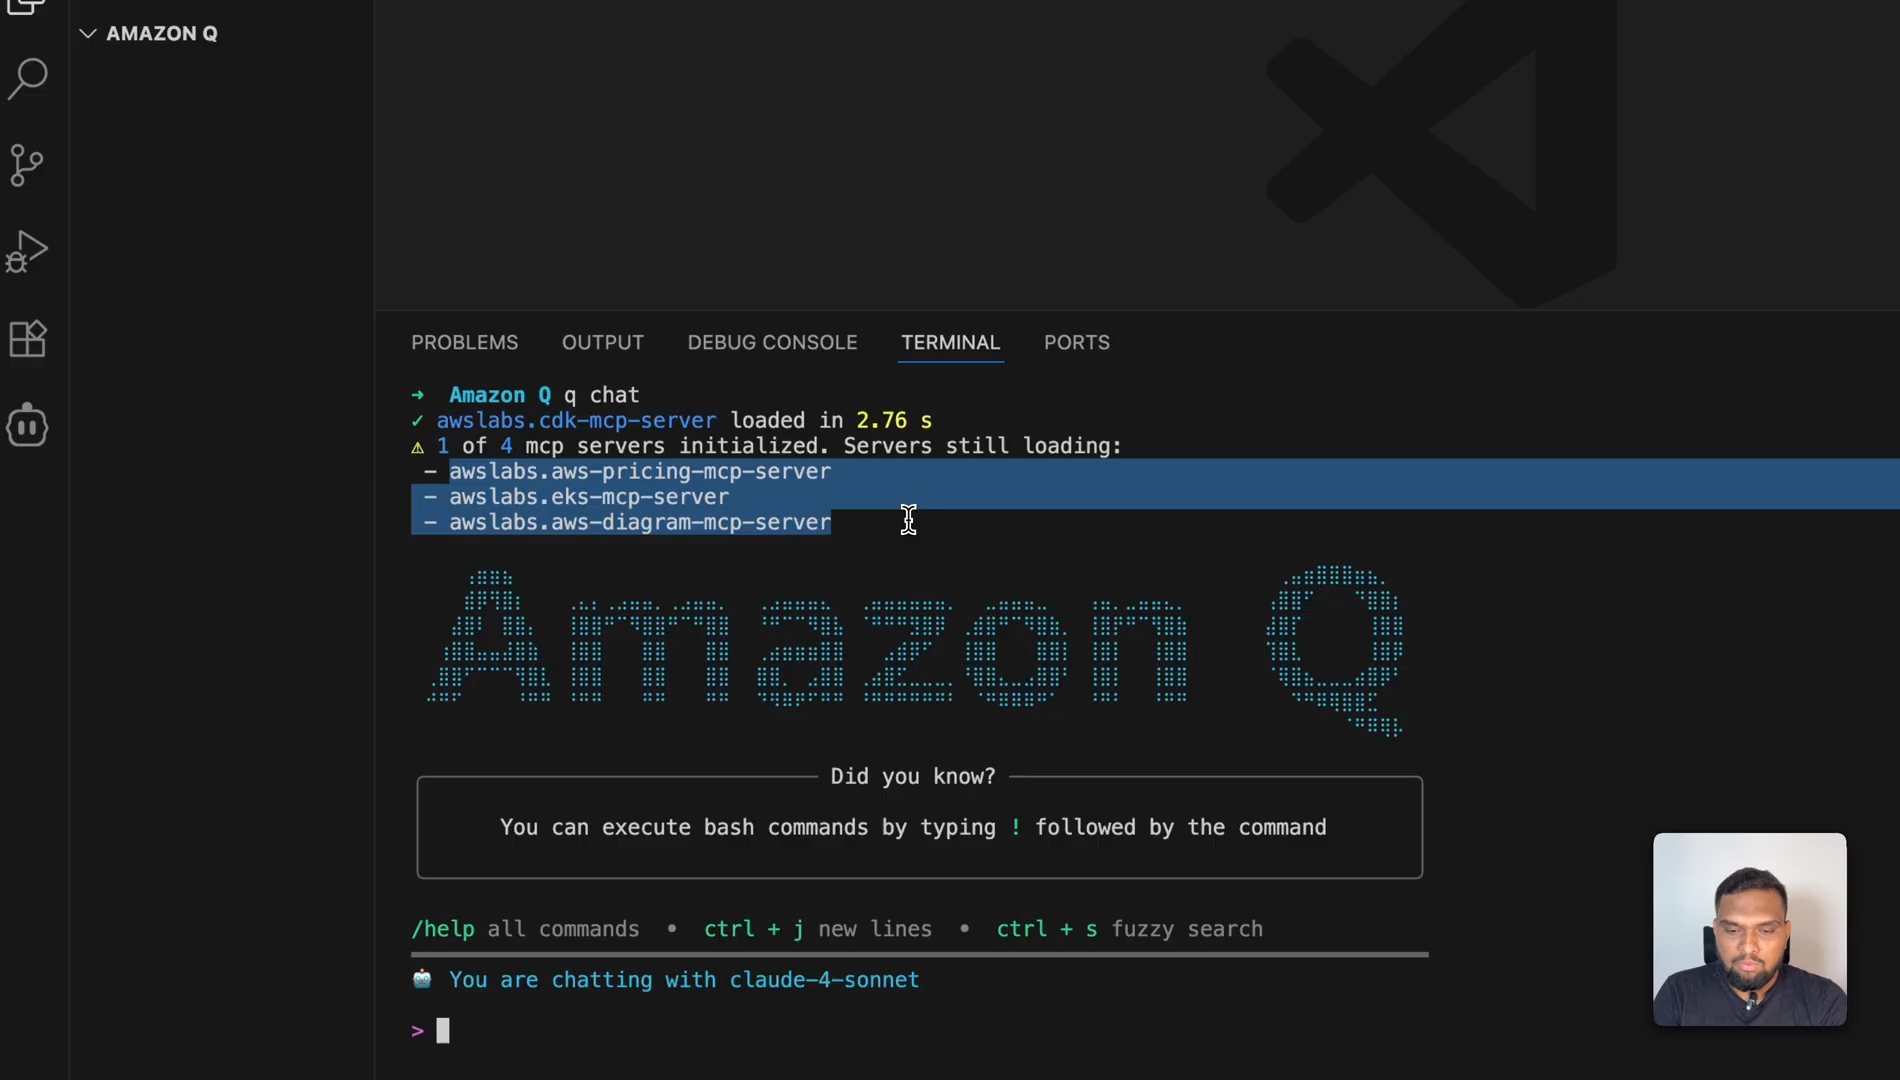 AMAZON Q
PROBLEMS OUTPUT DEBUG CONSOLE TERMINAL PORTS
➜ Amazon Q q chat
✓ awslabs.cdk-mcp-server loaded in 2.76 s
⚠ 1 of 4 mcp servers initialized. Servers still loading:
– awslabs.aws-pricing-mcp-server
– awslabs.eks-mcp-server
– awslabs.aws-diagram-mcp-server
Amazon Q
Did you know?
You can execute bash commands by typing ! followed by the command
/help all commands • ctrl + j new lines • ctrl + s fuzzy search
🤖 You are chatting with claude-4-sonnet
>